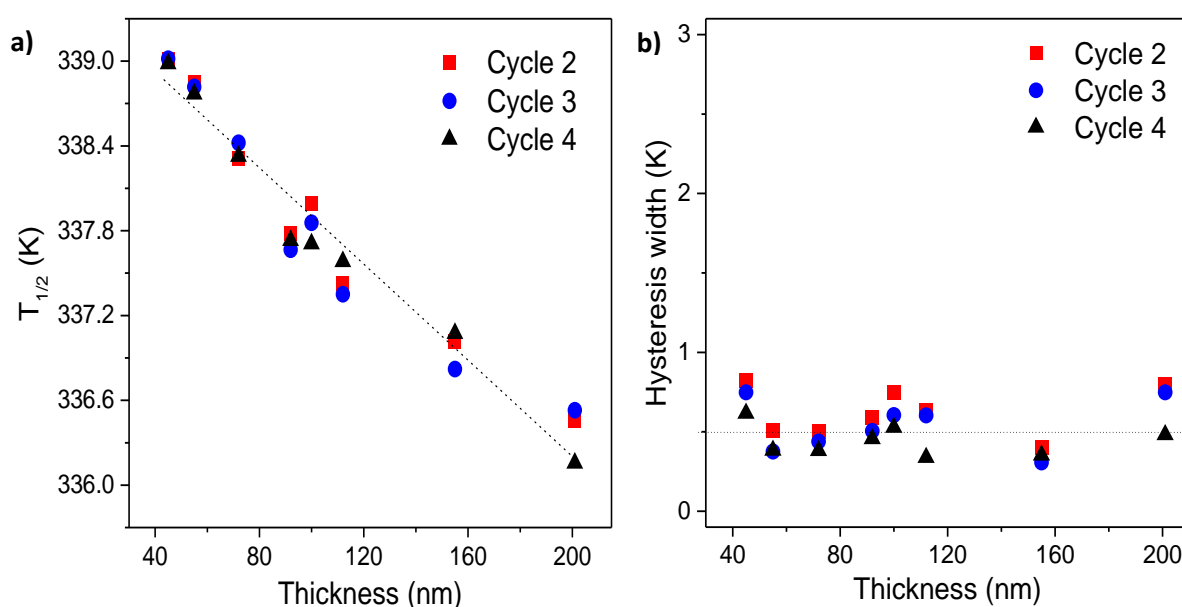 a)
Cycle 2
Cycle 3
Cycle 4
339.0
338.4
337.8
337.2
336.6
336.0
T1/2 (K)
40 80 120 160 200
Thickness (nm)
b)
Cycle 2
Cycle 3
Cycle 4
3
2
1
0
Hysteresis width (K)
40 80 120 160 200
Thickness (nm)